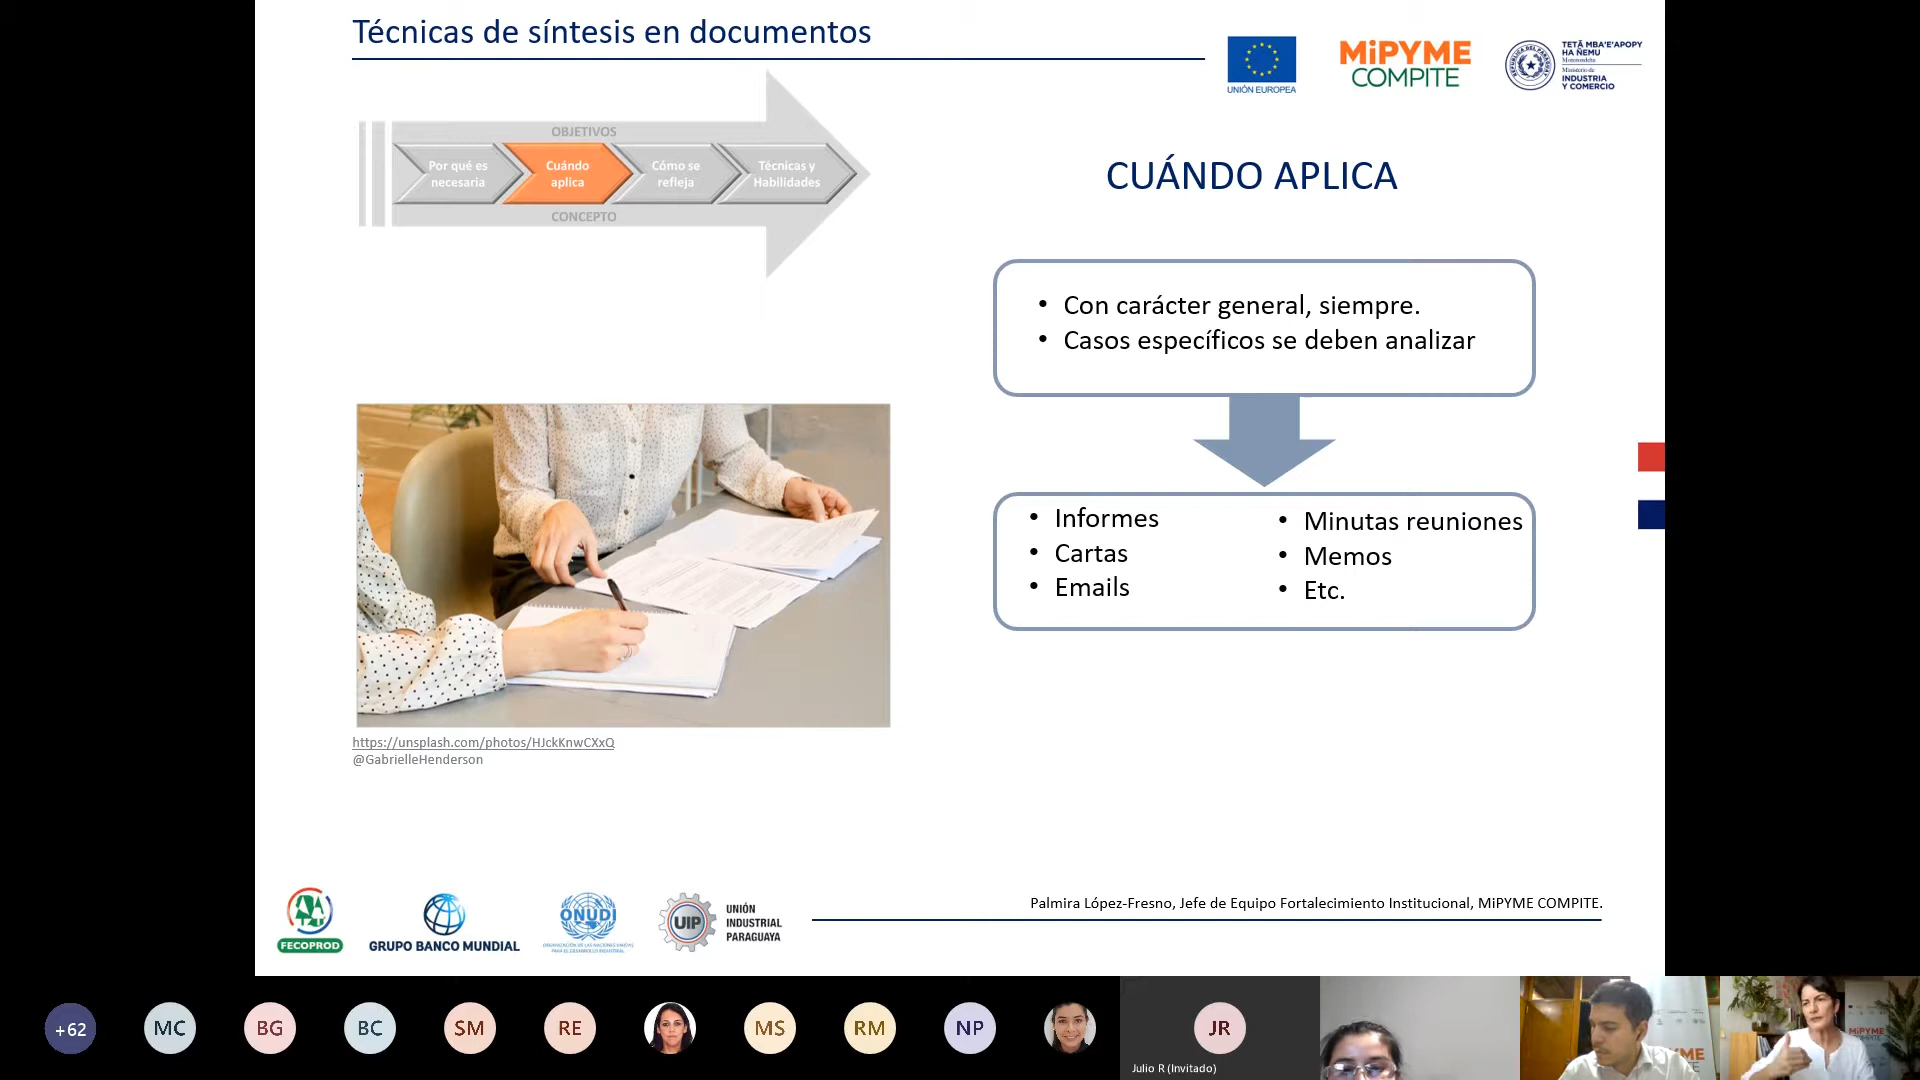 Técnicas de síntesis en documentos
UNIÓN EUROPEA
MiPYME
COMPITE
TETÃ MBA'E'APOPY
HA ÑEMU
Ministerio de
INDUSTRIA
Y COMERCIO
OBJETIVOS
Por qué es
necesaria
Cuándo
aplica
Cómo se
refleja
Técnicas y
Habilidades
CONCEPTO
CUÁNDO APLICA
• Con carácter general, siempre.
• Casos específicos se deben analizar
• Informes
• Cartas
• Emails
• Minutas reuniones
• Memos
• Etc.
https://unsplash.com/photos/HJckKnwCXxQ
@GabrielleHenderson
Palmira López-Fresno, Jefe de Equipo Fortalecimiento Institucional, MiPYME COMPITE.
FECOPROD
GRUPO BANCO MUNDIAL
ONUDI
UIP
UNIÓN
INDUSTRIAL
PARAGUAYA
+62
MC
BG
BC
SM
RE
MS
RM
NP
JR
Julio R (Invitado)
MiPYME
COMPITE